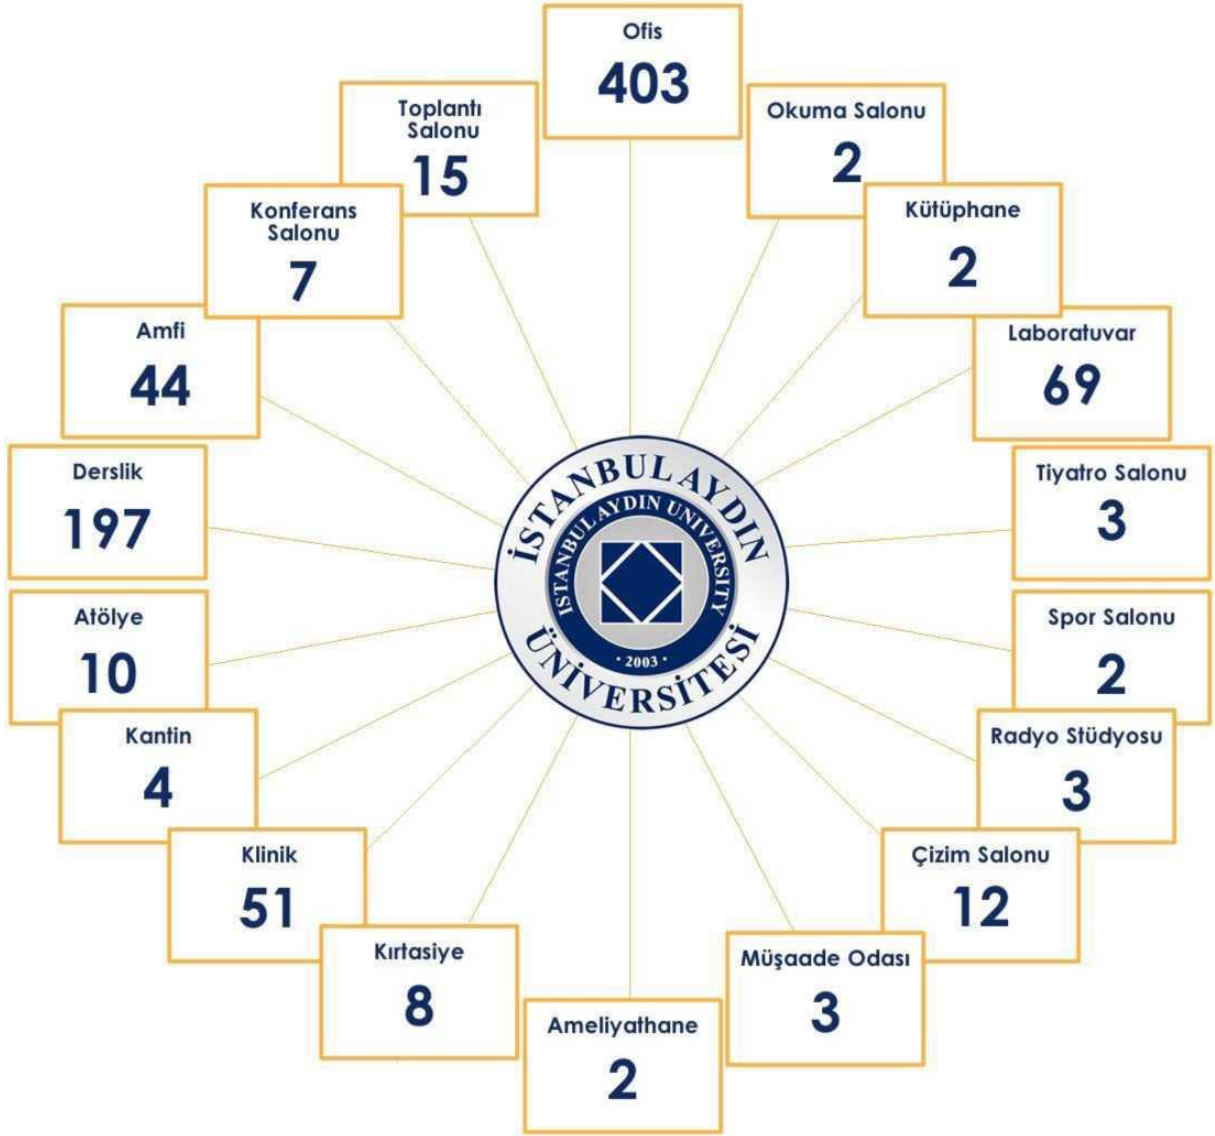 Ofis
403
Okuma Salonu
2
Kütüphane
2
Laboratuvar
69
Tiyatro Salonu
3
Spor Salonu
2
Radyo Stüdyosu
3
Çizim Salonu
12
Müşaade Odası
3
Ameliyathane
2
Kırtasiye
8
Klinik
51
Kantin
4
Atölye
10
Derslik
197
Amfi
44
Konferans
Salonu
7
Toplantı
Salonu
15
İSTANBUL AYDIN
ÜNİVERSİTESİ
ISTANBUL AYDIN UNIVERSITY
· 2003 ·